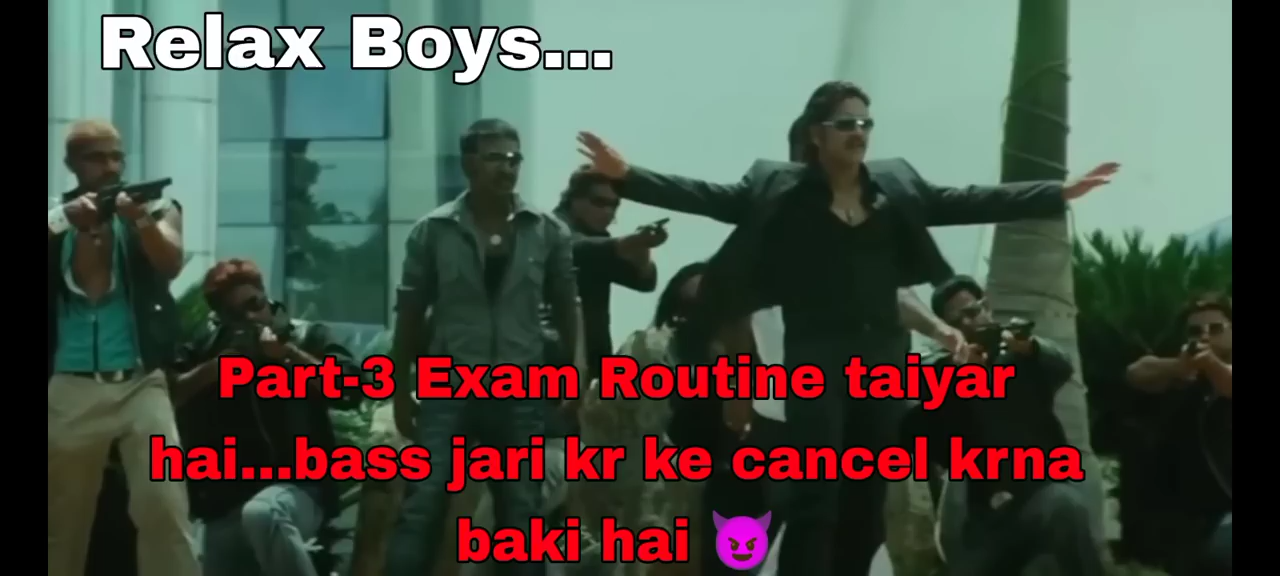 Relax Boys...
Part-3 Exam Routine taiyar
hai...bass jari kr ke cancel krna
baki hai 😈